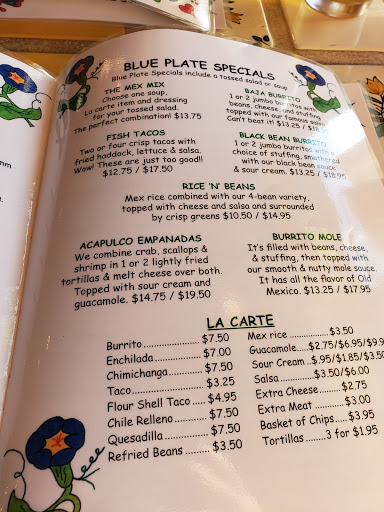 BLUE PLATE SPECIALS
Blue Plate Specials include a tossed salad or soup
THE MEX MIX
Choose one soup,
La carte item and dressing
for your tossed salad.
The perfect combination! $13.75
FISH TACOS
Two or four crisp tacos with
fried haddock, lettuce & salsa.
Wow! These are just too good!!
$12.75 / $17.50
BAJA BURRITO
1 or 2 jumbo burritos with
beans, cheese and stuffing
topped with our famous salsa
Can't beat it! $13.25 /
BLACK BEAN BURRITO
1 or 2 jumbo burritos with a
choice of stuffing, smothered
with our black bean sauce
& sour cream. $13.25 / $18.95
RICE 'N' BEANS
Mex rice combined with our 4-bean variety,
topped with cheese and salsa and surrounded
by crisp greens $10.50 / $14.95
ACAPULCO EMPANADAS
We combine crab, scallops &
shrimp in 1 or 2 lightly fried
tortillas & melt cheese over both.
Topped with sour cream and
guacamole. $14.75 / $19.50
BURRITO MOLE
It's filled with beans, cheese,
& stuffing, then topped with
our smooth & nutty mole sauce.
It has all the flavor of Old
Mexico. $13.25 / $17.95
LA CARTE
Burrito.......................$7.50
Enchilada...................$7.00
Chimichanga..............$7.50
Taco...........................$3.25
Flour Shell Taco ....$4.95
Chile Relleno............$7.50
Quesadilla.................$7.50
Refried Beans .........$3.50
Mex rice ...................$3.50
Guacamole....$2.75/$6.95/$9.9
Sour Cream..$.95/$1.85/$3.50
Salsa..................$3.50/$6.00
Extra Cheese............$2.75
Extra Meat ............$3.00
Basket of Chips.....$3.95
Tortillas........3 for $1.95